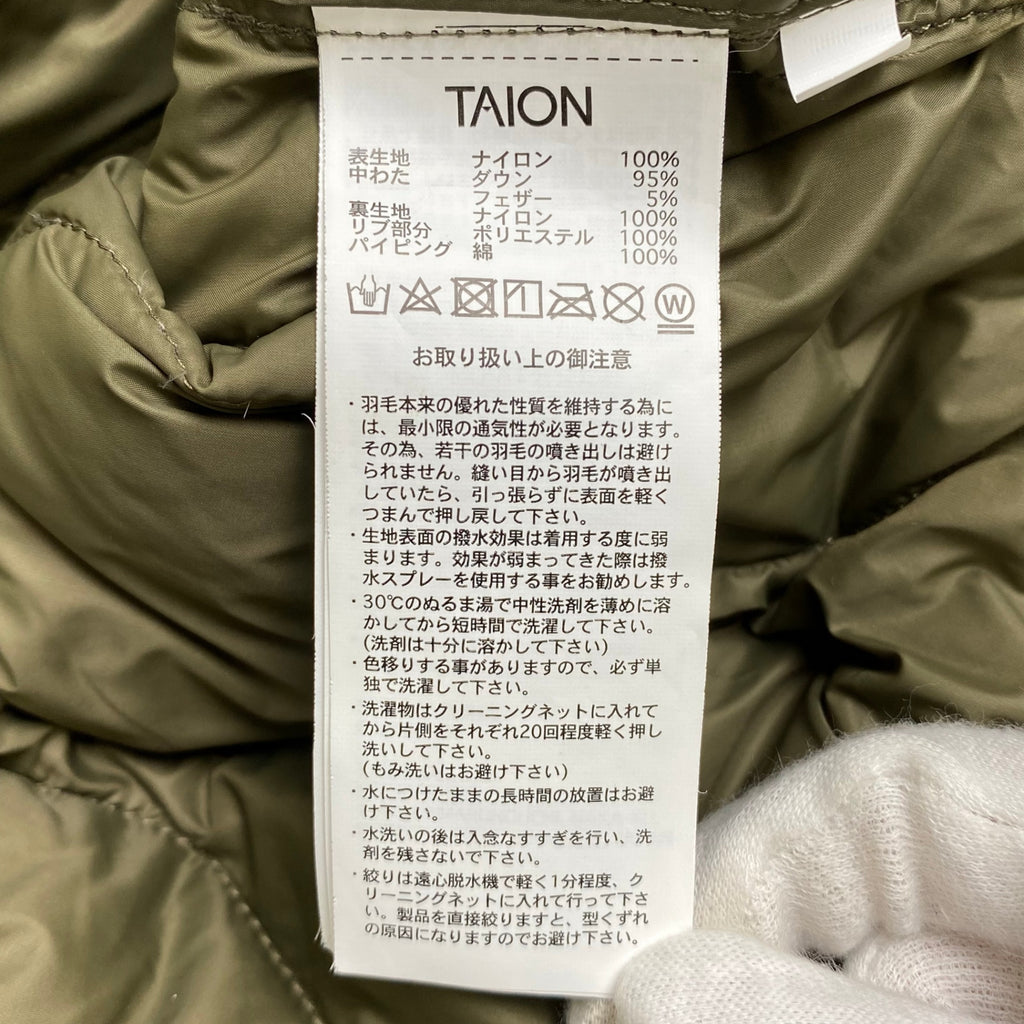 TAION
表生地 ナイロン 100%
中わた ダウン 95%
フェザー 5%
裏生地 ナイロン 100%
リブ部分 ポリエステル 100%
パイピング 綿 100%
W
お取り扱い上の御注意
・羽毛本来の優れた性質を維持する為に
は、最小限の通気性が必要となります。
その為、若干の羽毛の噴き出しは避け
られません。縫い目から羽毛が噴き出
していたら、引っ張らずに表面を軽く
つまんで押し戻して下さい。
・生地表面の撥水効果は着用する度に弱
まります。効果が弱まってきた際は撥
水スプレーを使用する事をお勧めします。
・30℃のぬるま湯で中性洗剤を薄めに溶
かしてから短時間で洗濯して下さい。
(洗剤は十分に溶かして下さい)
・色移りする事がありますので、必ず単
独で洗濯して下さい。
・洗濯物はクリーニングネットに入れて
から片側をそれぞれ20回程度軽く押し
洗いして下さい。
(もみ洗いはお避け下さい)
・水につけたままの長時間の放置はお避
け下さい。
・水洗いの後は入念なすすぎを行い、洗
剤を残さないで下さい。
・絞りは遠心脱水機で軽く1分程度、ク
リーニングネットに入れて行って下さ
い。製品を直接絞りますと、型くずれ
の原因になりますのでお避け下さい。